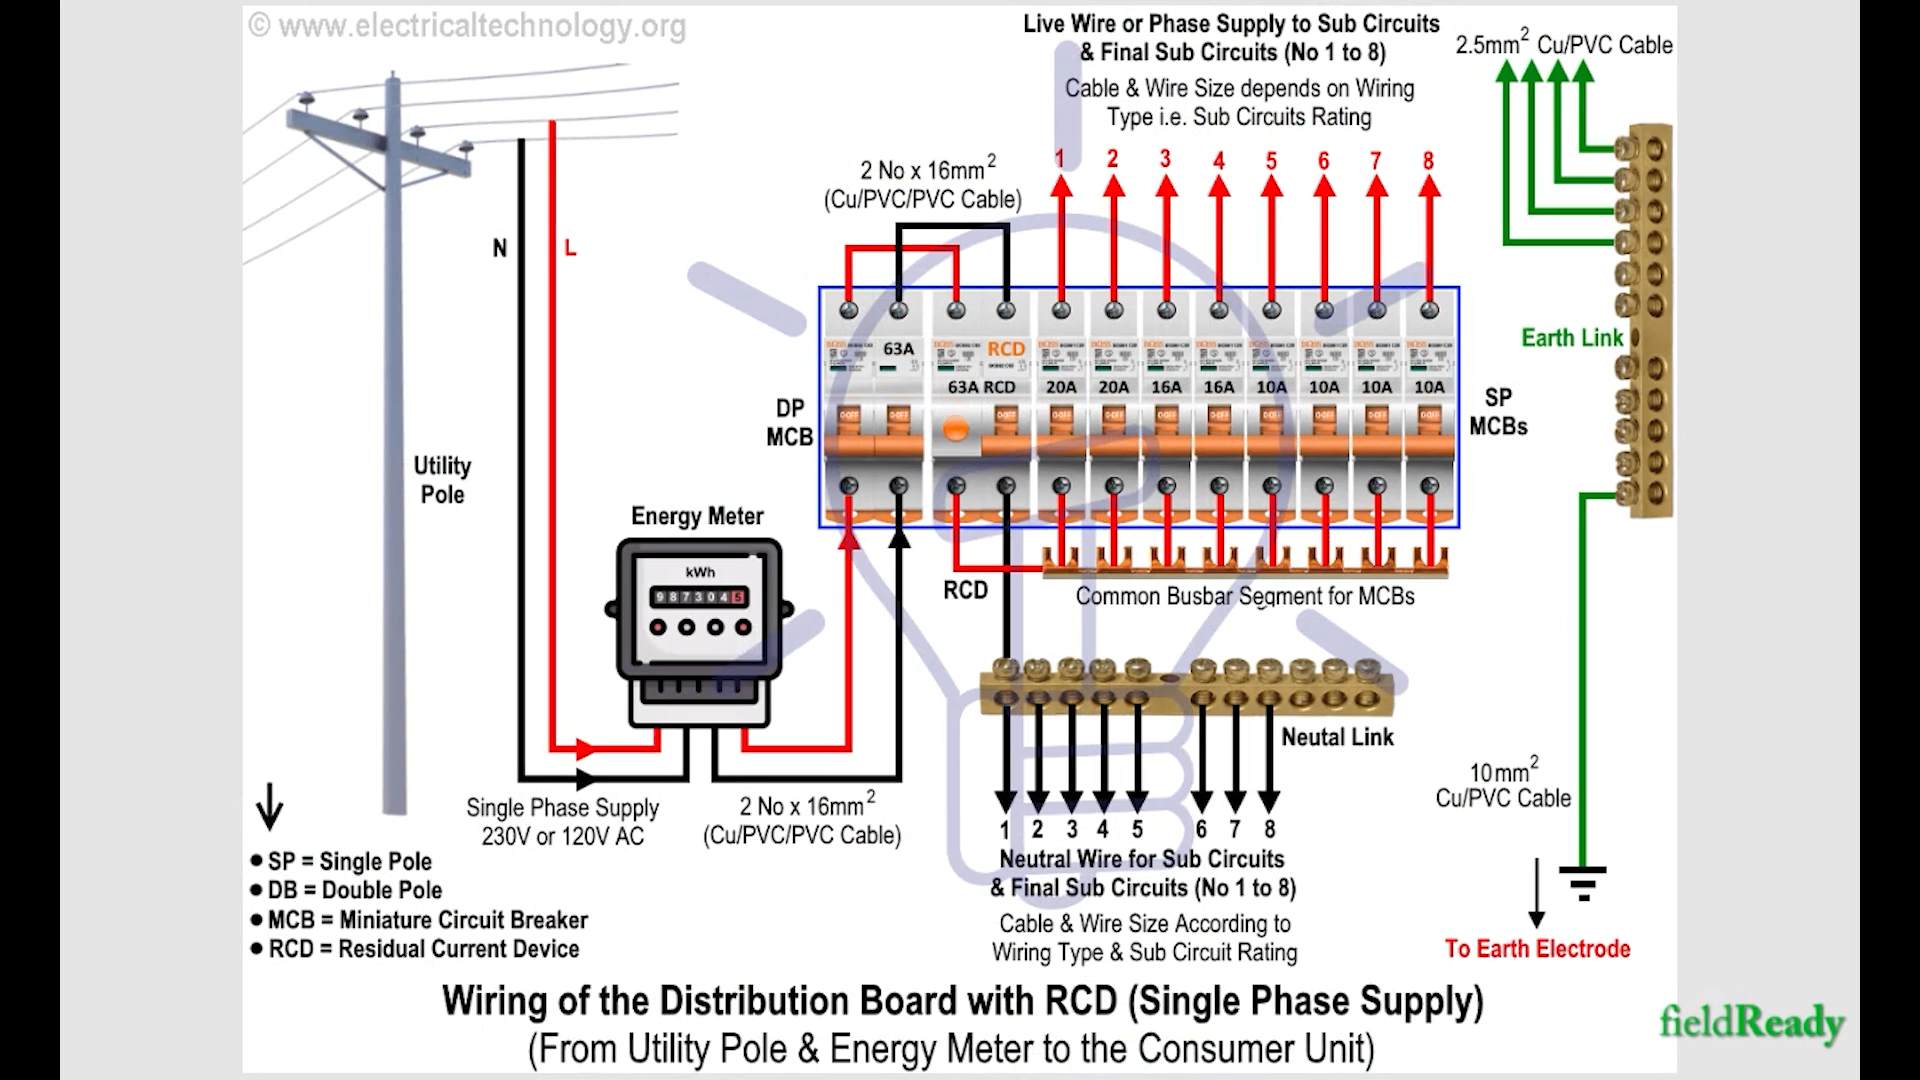 © www.electricaltechnology.org
Live Wire or Phase Supply to Sub Circuits
& Final Sub Circuits (No 1 to 8)
Cable & Wire Size depends on Wiring
Type i.e. Sub Circuits Rating
2.5mm² Cu/PVC Cable
2 No x 16mm²
(Cu/PVC/PVC Cable)
1 2 3 4 5 6 7 8
N
L
63A
RCD
63A RCD
20A 20A 16A 16A 10A 10A 10A 10A
DP
MCB
SP
MCBs
Earth Link
Utility
Pole
Energy Meter
kWh
9 8 7 3 0 4 5
RCD
Common Busbar Segment for MCBs
Neutal Link
1 2 3 4 5 6 7 8
Neutral Wire for Sub Circuits
& Final Sub Circuits (No 1 to 8)
Cable & Wire Size According to
Wiring Type & Sub Circuit Rating
Single Phase Supply
230V or 120V AC
2 No x 16mm²
(Cu/PVC/PVC Cable)
10mm²
Cu/PVC Cable
To Earth Electrode
● SP = Single Pole
● DB = Double Pole
● MCB = Miniature Circuit Breaker
● RCD = Residual Current Device
Wiring of the Distribution Board with RCD (Single Phase Supply)
(From Utility Pole & Energy Meter to the Consumer Unit)
fieldReady